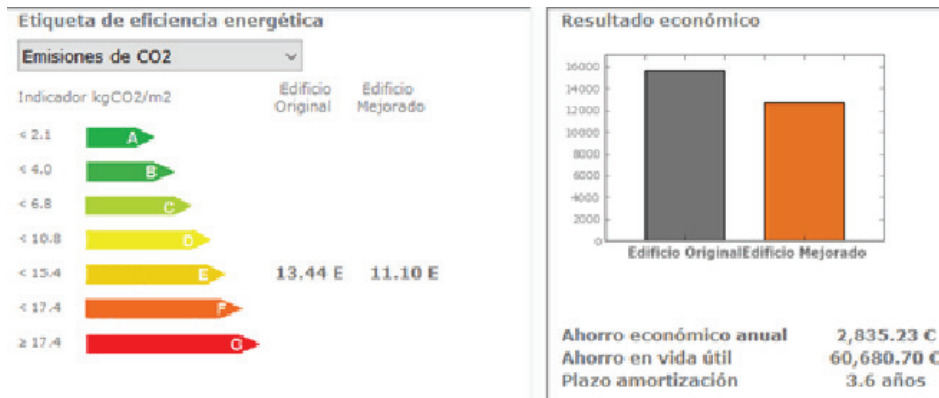 Etiqueta de eficiencia energética
Emisiones de CO2
Indicador kgCO2/m2
Edificio Original
Edificio Mejorado
< 2.1 A
< 4.0 B
< 6.8 C
< 10.8 D
< 15.4 E 13.44 E 11.10 E
< 17.4 F
≥ 17.4 G
Resultado económico
16000
14000
12000
10000
8000
6000
4000
2000
0
Edificio Original Edificio Mejorado
Ahorro económico anual 2,835.23 €
Ahorro en vida útil 60,680.70 €
Plazo amortización 3.6 años